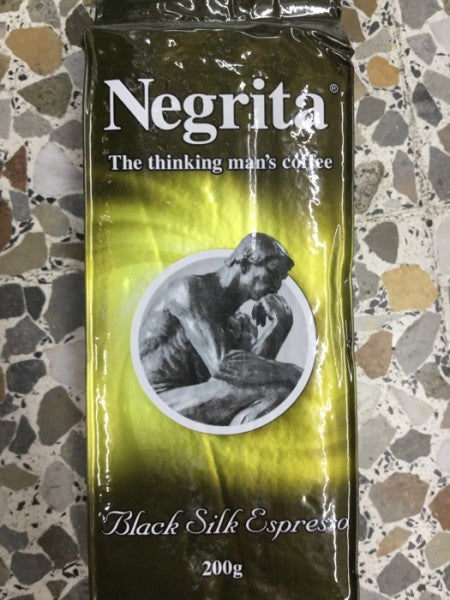 Negrita®
The thinking man's coffee
Black Silk Espresso
200g